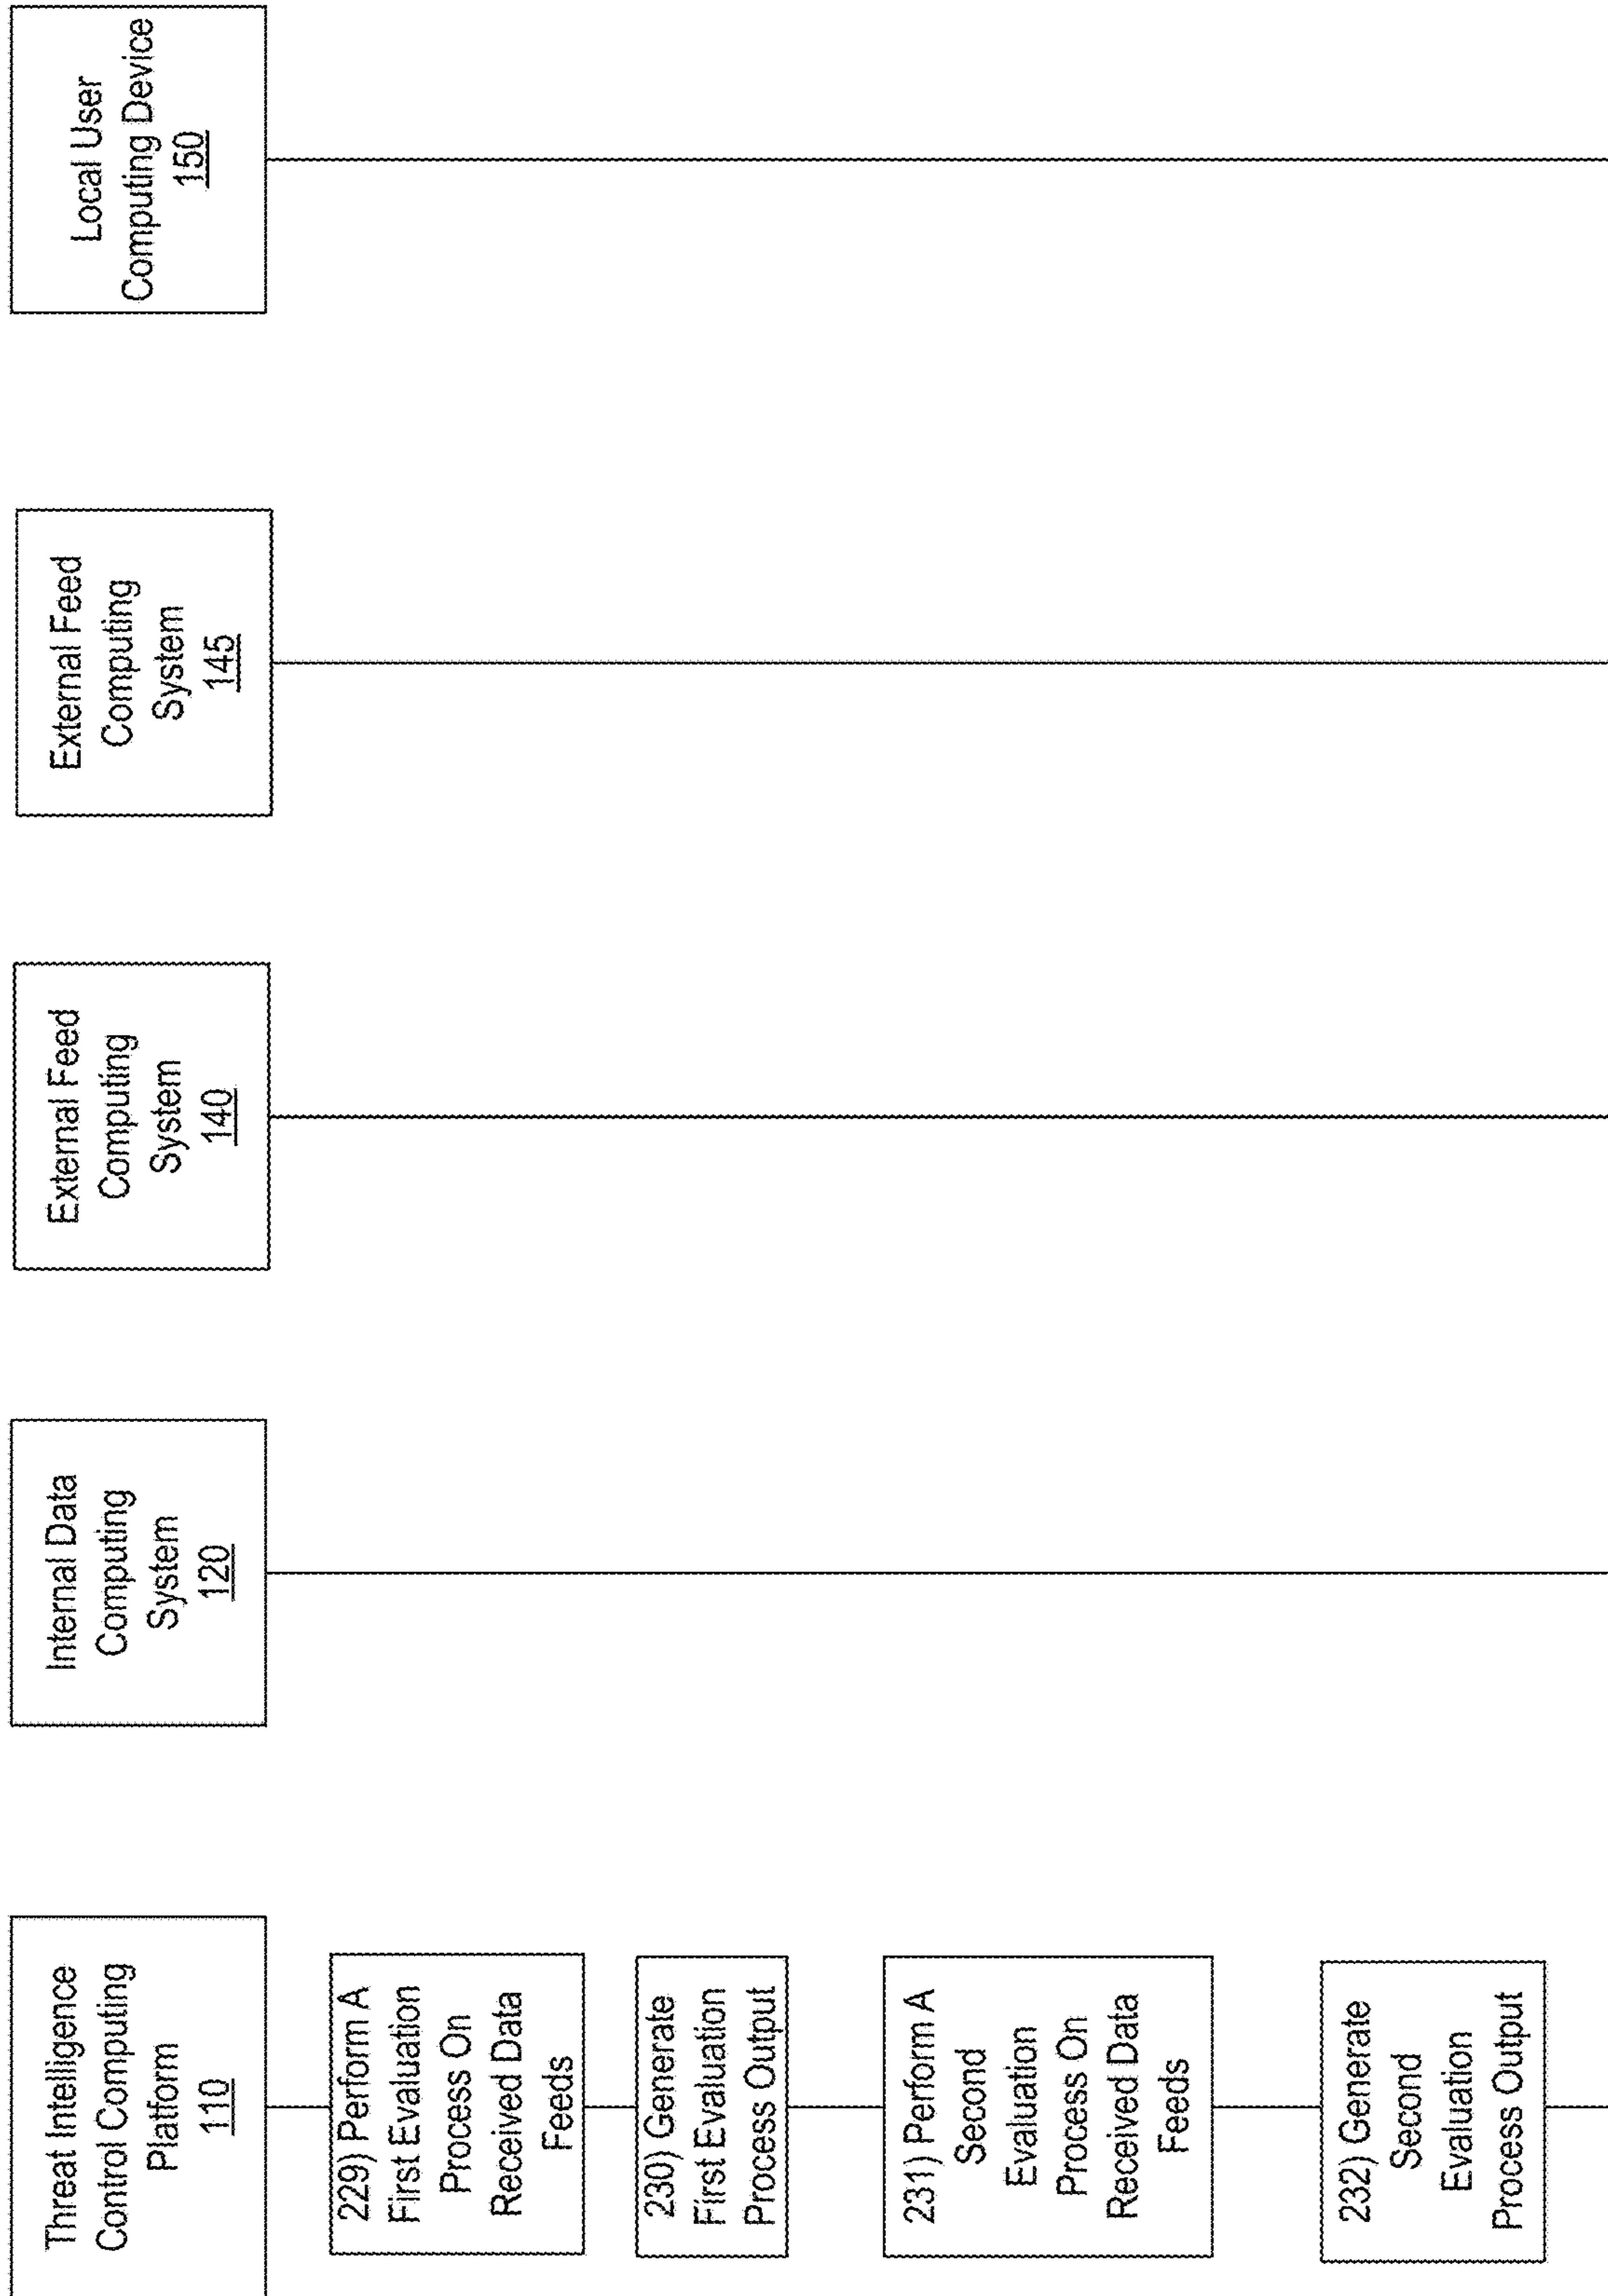 Threat Intelligence
Control Computing
Platform
110
Internal Data
Computing
System
120
External Feed
Computing
System
140
External Feed
Computing
System
145
Local User
Computing Device
150
229) Perform A
First Evaluation
Process On
Received Data
Feeds
230) Generate
First Evaluation
Process Output
231) Perform A
Second
Evaluation
Process On
Received Data
Feeds
232) Generate
Second
Evaluation
Process Output